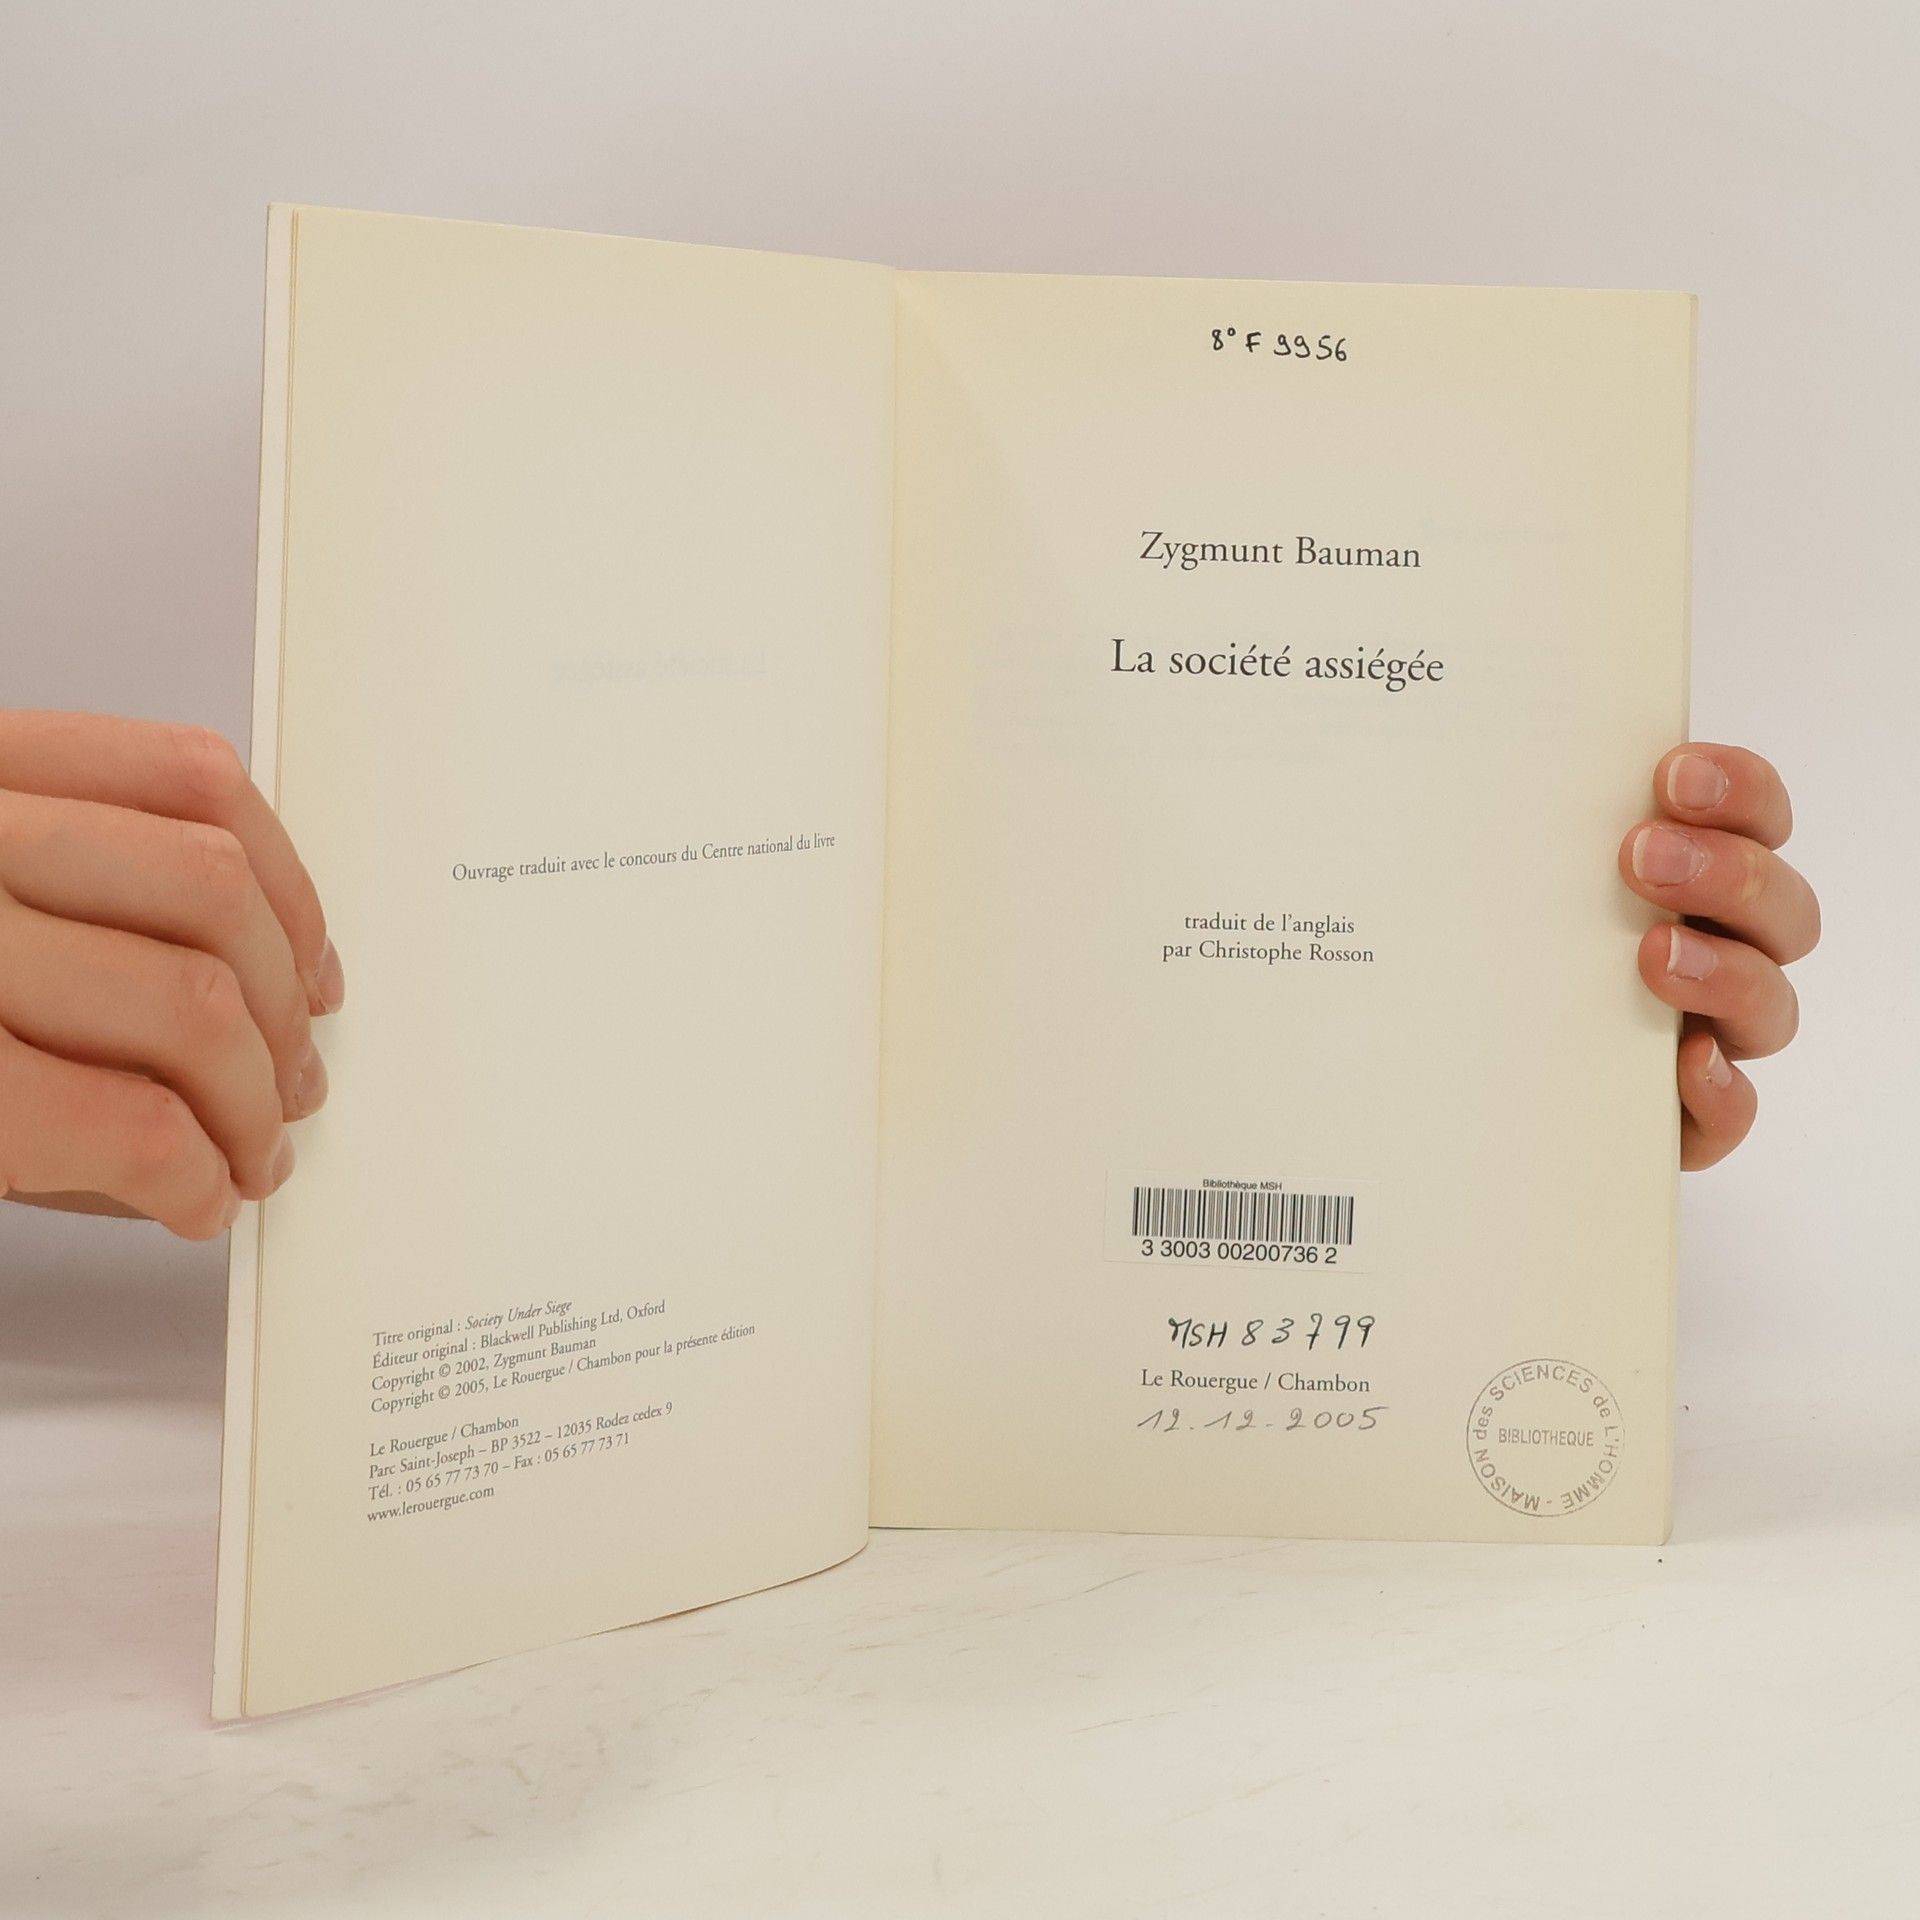 Ouvrage traduit avec le concours du Centre national du livre
Titre original : Society Under Siege
Éditeur original : Blackwell Publishing Ltd, Oxford
Copyright © 2002, Zygmunt Bauman
Copyright © 2005, Le Rouergue / Chambon pour la présente édition
Le Rouergue / Chambon
Parc Saint-Joseph – BP 3522 – 12035 Rodez cedex 9
Tél. : 05 65 77 73 70 – Fax : 05 65 77 73 71
www.lerouergue.com
8° F 9956
Zygmunt Bauman
La société assiégée
traduit de l'anglais
par Christophe Rosson
Bibliothèque MSH
3 3003 00200736 2
MSH 83799
Le Rouergue / Chambon
12.12.2005
MAISON des SCIENCES de L'HOMME -
BIBLIOTHEQUE